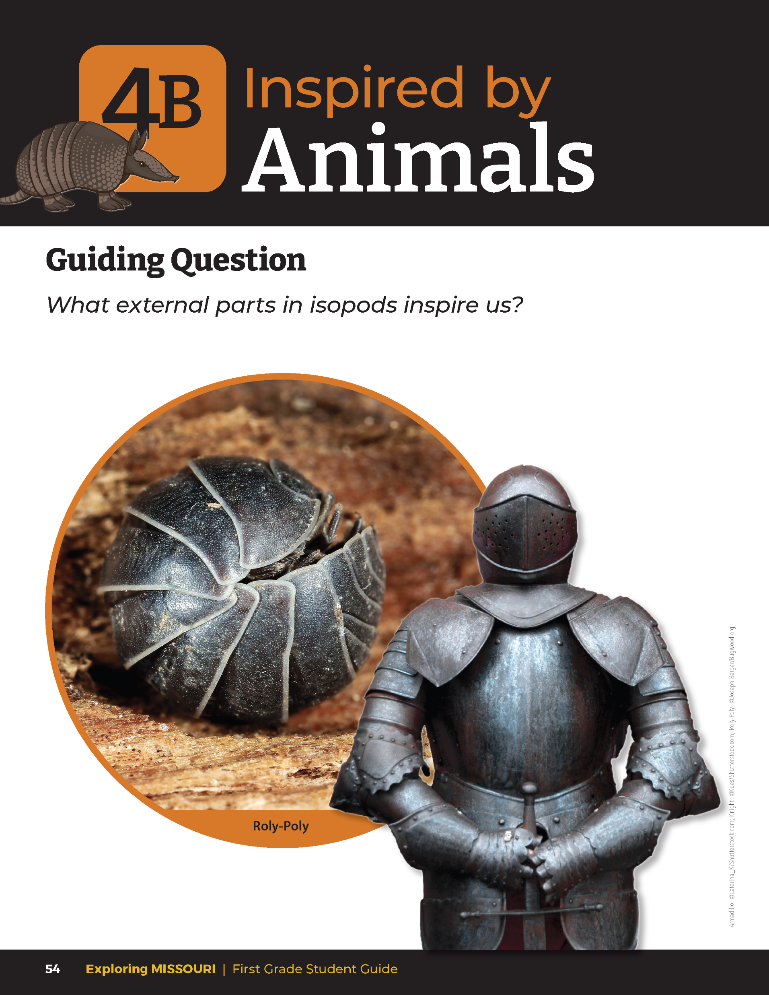 4B
Inspired by
Animals
Guiding Question
What external parts in isopods inspire us?
Roly-Poly
54 Exploring MISSOURI | First Grade Student Guide